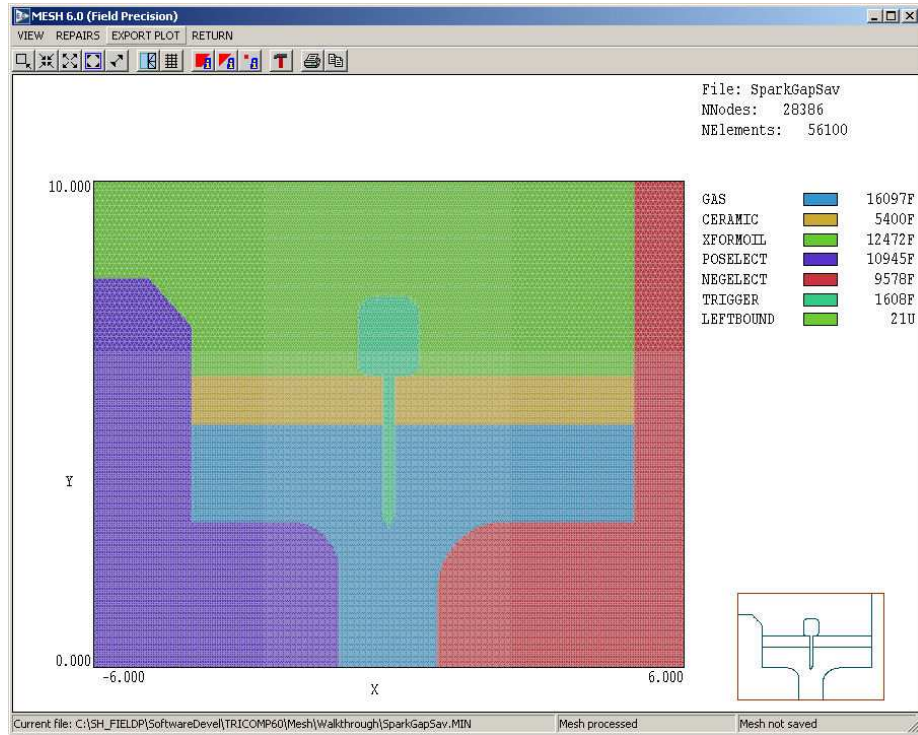 MESH 6.0 (Field Precision)
VIEW REPAIRS EXPORT PLOT RETURN
File: SparkGapSav
NNodes: 28386
NElements: 56100
10.000
GAS 16097F
CERAMIC 5400F
XFORMOIL 12472F
POSELECT 10945F
NEGELECT 9578F
TRIGGER 1608F
LEFTBOUND 21U
Y
0.000
-6.000 6.000
X
Current file: C:\SH_FIELDP\SoftwareDevel\TRICOMP60\Mesh\Walkthrough\SparkGapSav.MIN Mesh processed Mesh not saved